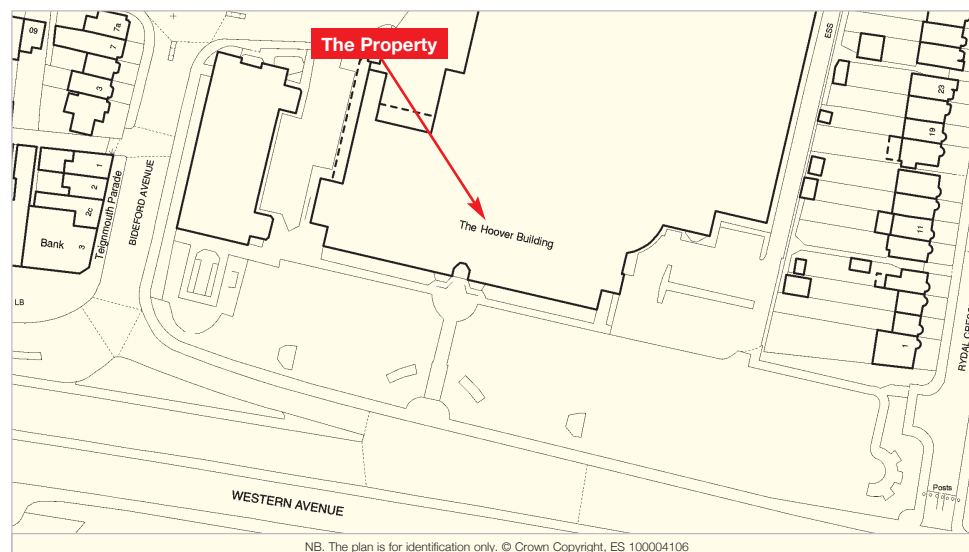 The Property
09
7a
7
3
ESS
23
19
11
1
1
2
2c
3
Bank
Teignmouth Parade
BIDEFORD AVENUE
The Hoover Building
LB
WESTERN AVENUE
Posts
NB. The plan is for identification only. © Crown Copyright, ES 100004106